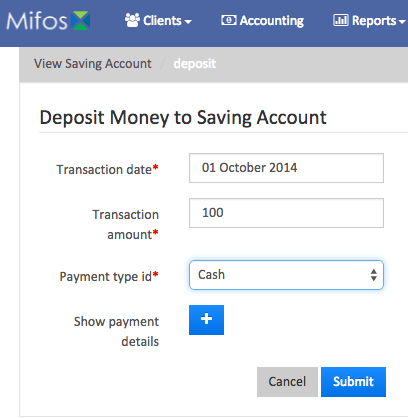 Mifos Clients Accounting Reports
View Saving Account / deposit
Deposit Money to Saving Account
Transaction date* 01 October 2014
Transaction amount* 100
Payment type id* Cash
Show payment details +
Cancel Submit